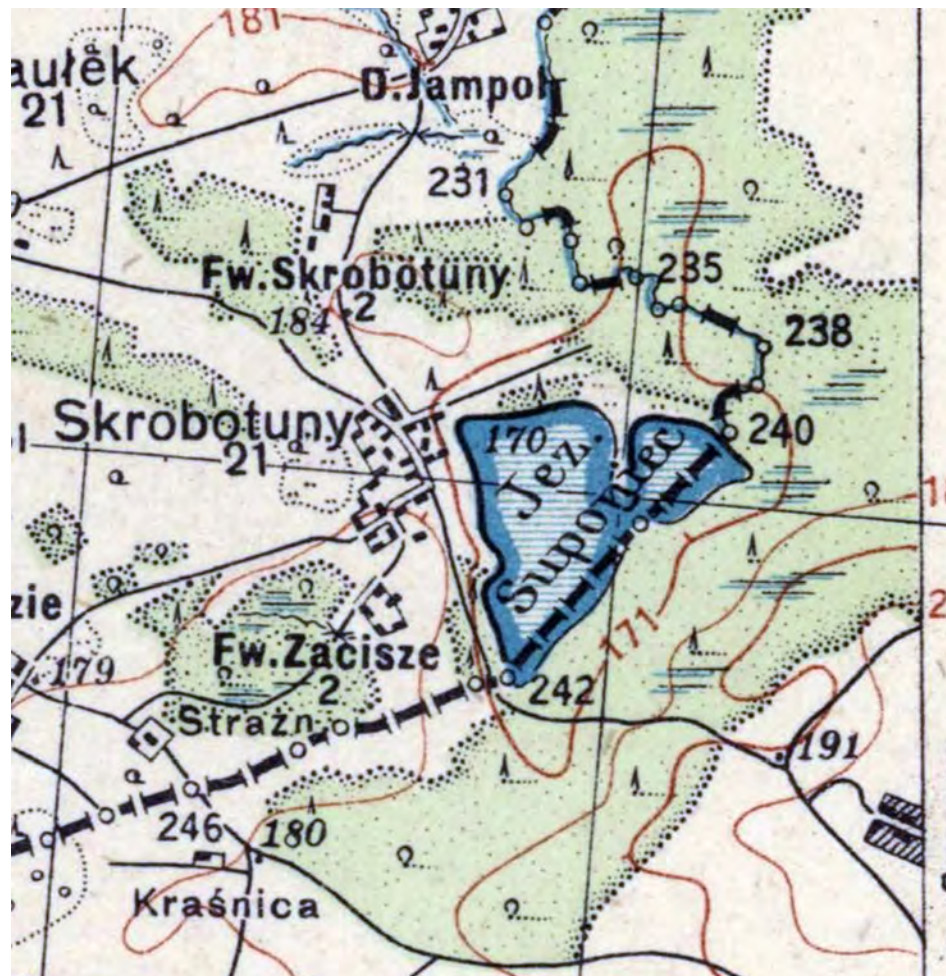 181
aułek
21
D. Jampol
231
Fw. Skrobotuny
235
184
2
238
Skrobotuny
21
170
240
Jez. Suponiec
171
zie
Fw. Zacisze
179
2
242
Strażn.
191
246
180
Kraśnica